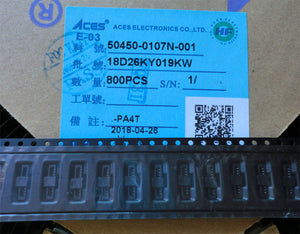 ACES ACES ELECTRONICS CO.,LTD.
E-03
料 號: 50450-0107N-001
批 號: 18D26KY019KW
數 量: 800PCS S/N: 1/
工單號:
備 註: .-PA4T
2018-04-26
HF